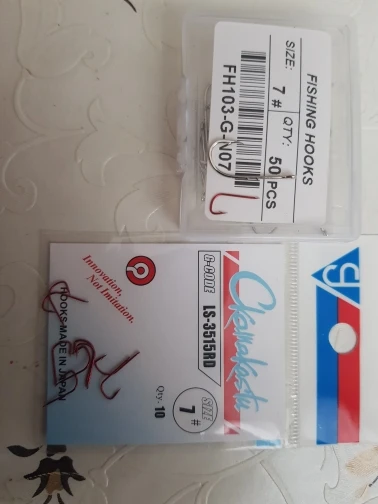 FISHING HOOKS
SIZE: 7 # QTY: 50 PCS
FH103-G-N07
Gamakatsu
G-CODE LS-3515RD
SIZE 7 #
Qty: 10
Innovation,
Not Imitation.
HOOKS MADE IN JAPAN